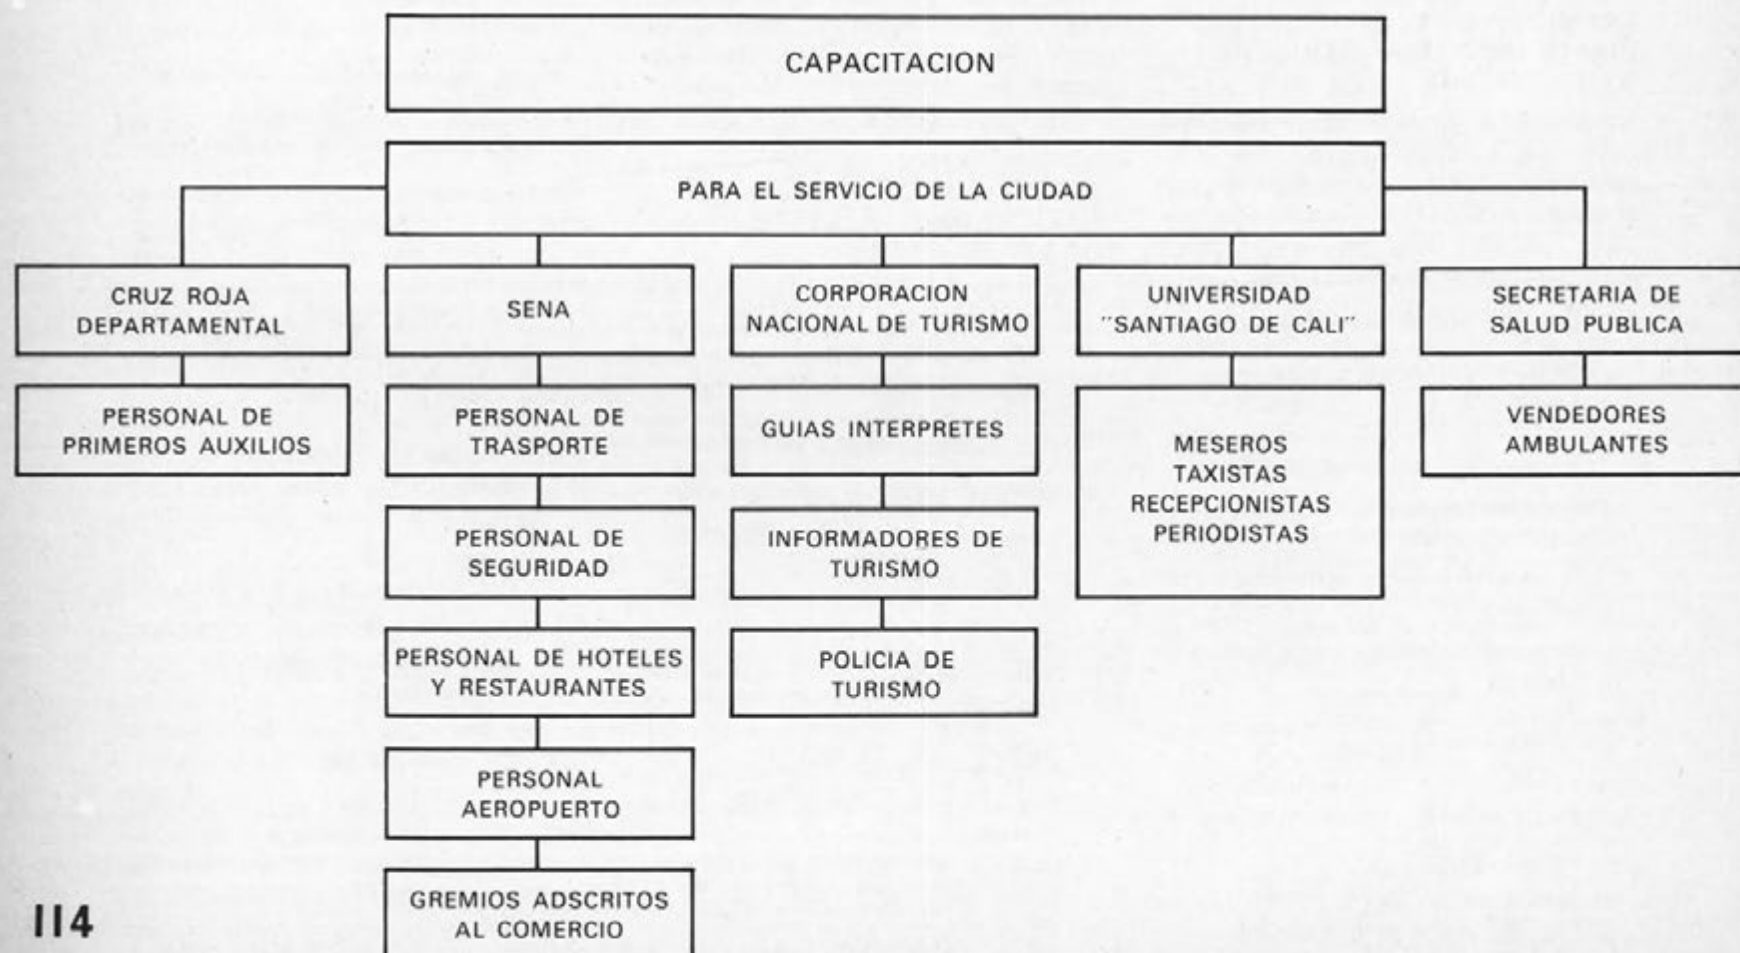 CAPACITACION
PARA EL SERVICIO DE LA CIUDAD
CRUZ ROJA
DEPARTAMENTAL
PERSONAL DE
PRIMEROS AUXILIOS
SENA
PERSONAL DE
TRASPORTE
PERSONAL DE
SEGURIDAD
PERSONAL DE HOTELES
Y RESTAURANTES
PERSONAL
AEROPUERTO
GREMIOS ADSCRITOS
AL COMERCIO
CORPORACION
NACIONAL DE TURISMO
GUIAS INTERPRETES
INFORMADORES DE
TURISMO
POLICIA DE
TURISMO
UNIVERSIDAD
"SANTIAGO DE CALI"
MESEROS
TAXISTAS
RECEPCIONISTAS
PERIODISTAS
SECRETARIA DE
SALUD PUBLICA
VENDEDORES
AMBULANTES
114